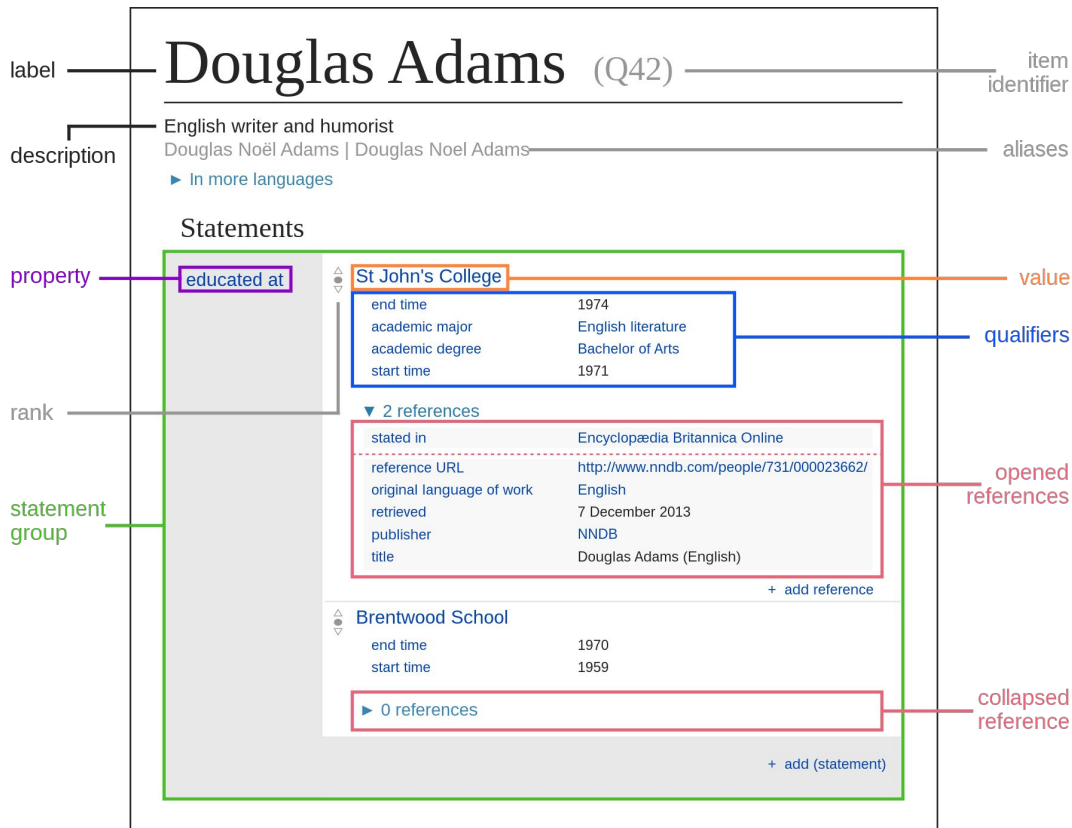 label
Douglas Adams (Q42)
item
identifier
description
English writer and humorist
Douglas Noël Adams | Douglas Noel Adams
aliases
► In more languages
Statements
property
educated at
St John's College
value
end time 1974
academic major English literature
academic degree Bachelor of Arts
start time 1971
qualifiers
rank
▼ 2 references
stated in Encyclopædia Britannica Online
reference URL http://www.nndb.com/people/731/000023662/
original language of work English
retrieved 7 December 2013
publisher NNDB
title Douglas Adams (English)
opened
references
statement
group
+ add reference
Brentwood School
end time 1970
start time 1959
► 0 references
collapsed
reference
+ add (statement)